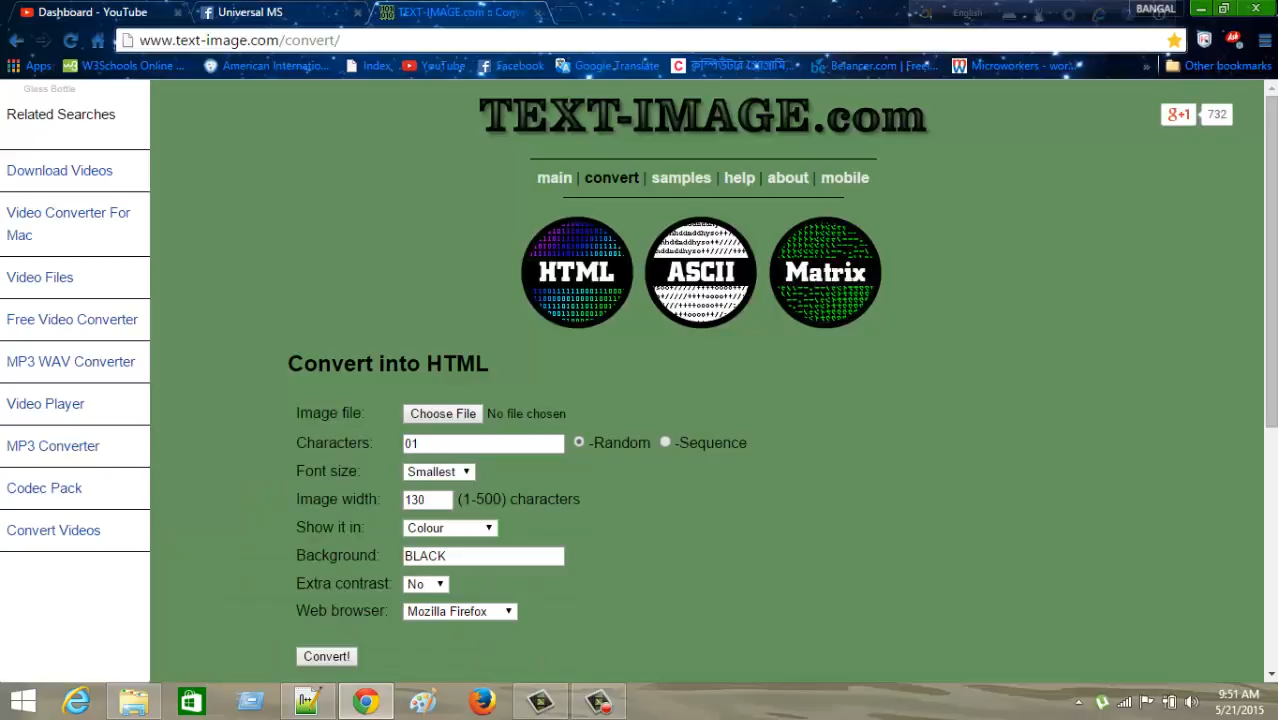 Dashboard - YouTube
Universal MS
TEXT-IMAGE.com :: Conv
English
BANGAL
www.text-image.com/convert/
Apps
W3Schools Online ...
American Internatio...
Index
YouTube
Facebook
Google Translate
Belancer.com | Freel...
Microworkers - wor...
Other bookmarks
Glass Bottle
Related Searches
Download Videos
Video Converter For
Mac
Video Files
Free Video Converter
MP3 WAV Converter
Video Player
MP3 Converter
Codec Pack
Convert Videos
TEXT-IMAGE.com
g+1 732
main | convert | samples | help | about | mobile
HTML
ASCII
Matrix
Convert into HTML
Image file: Choose File No file chosen
Characters: 01 -Random -Sequence
Font size: Smallest
Image width: 130 (1-500) characters
Show it in: Colour
Background: BLACK
Extra contrast: No
Web browser: Mozilla Firefox
Convert!
9:51 AM
5/21/2015